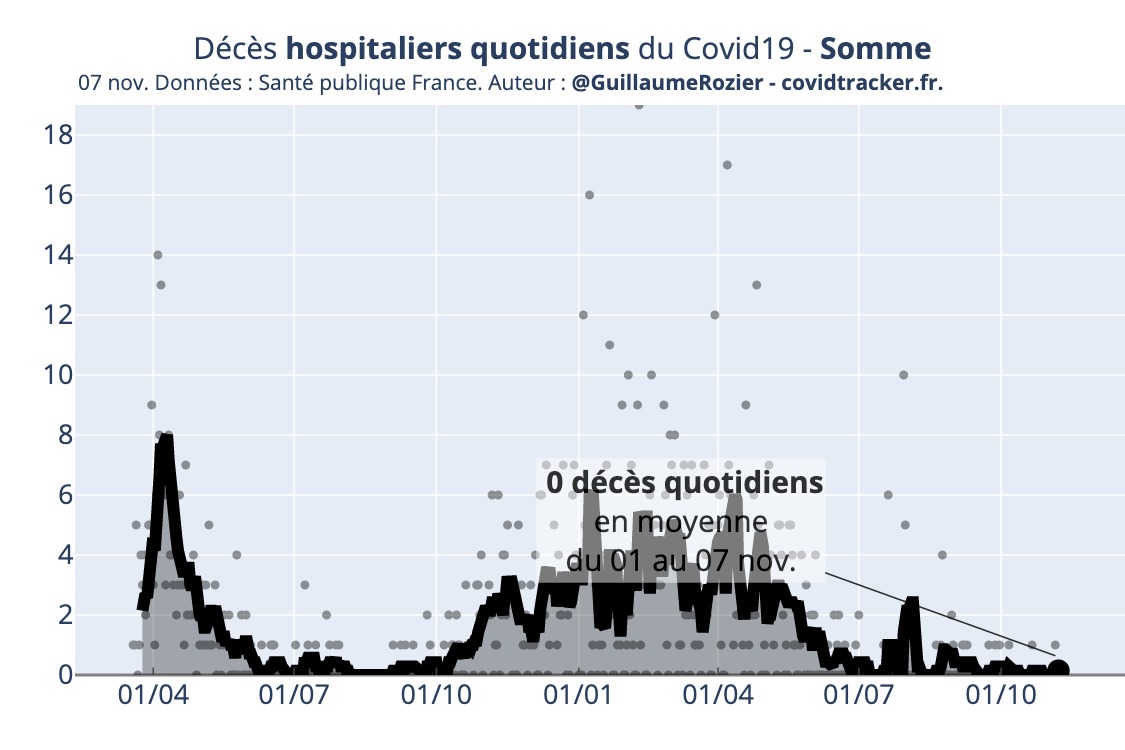 Décès hospitaliers quotidiens du Covid19 - Somme
07 nov. Données : Santé publique France. Auteur : @GuillaumeRozier - covidtracker.fr.
18
16
14
12
10
8
6
4
2
0
0 décès quotidiens
en moyenne
du 01 au 07 nov.
01/04 01/07 01/10 01/01 01/04 01/07 01/10